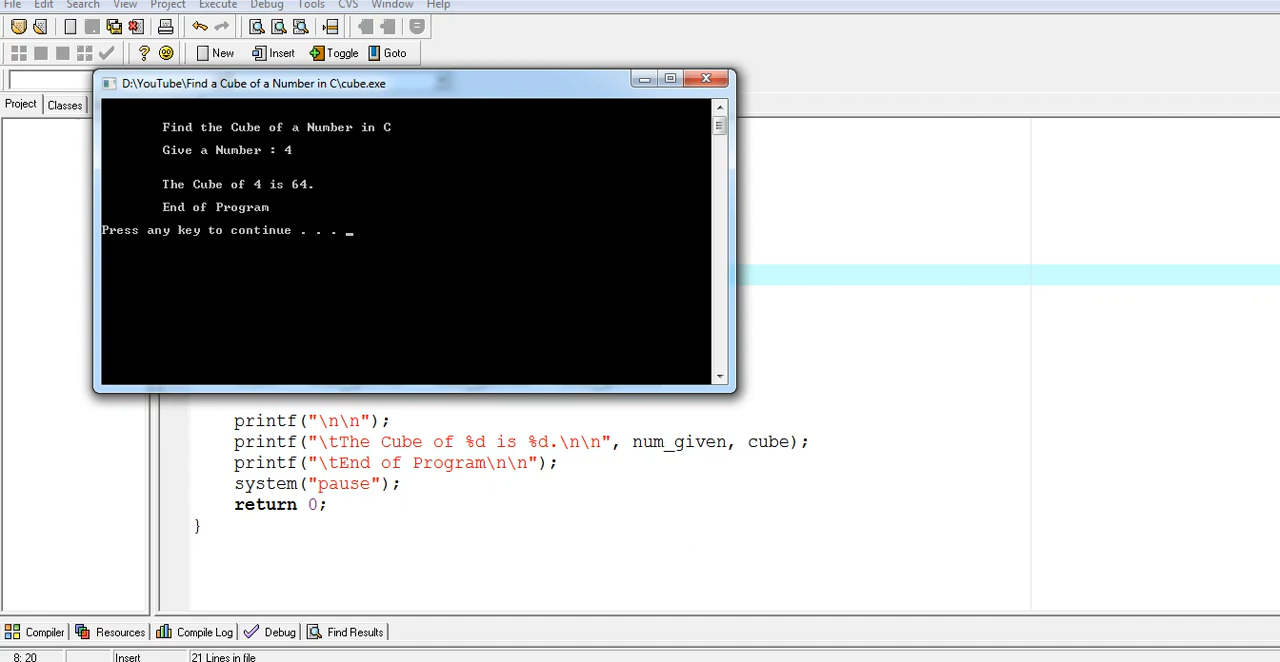 File Edit Search View Project Execute Debug Tools CVS Window Help
New Insert Toggle Goto
D:\YouTube\Find a Cube of a Number in C\cube.exe
Project Classes
Find the Cube of a Number in C
Give a Number : 4
The Cube of 4 is 64.
End of Program
Press any key to continue . . . _
printf("\n\n");
printf("\tThe Cube of %d is %d.\n\n", num_given, cube);
printf("\tEnd of Program\n\n");
system("pause");
return 0;
}
Compiler Resources Compile Log Debug Find Results
8: 20 Insert 21 Lines in file